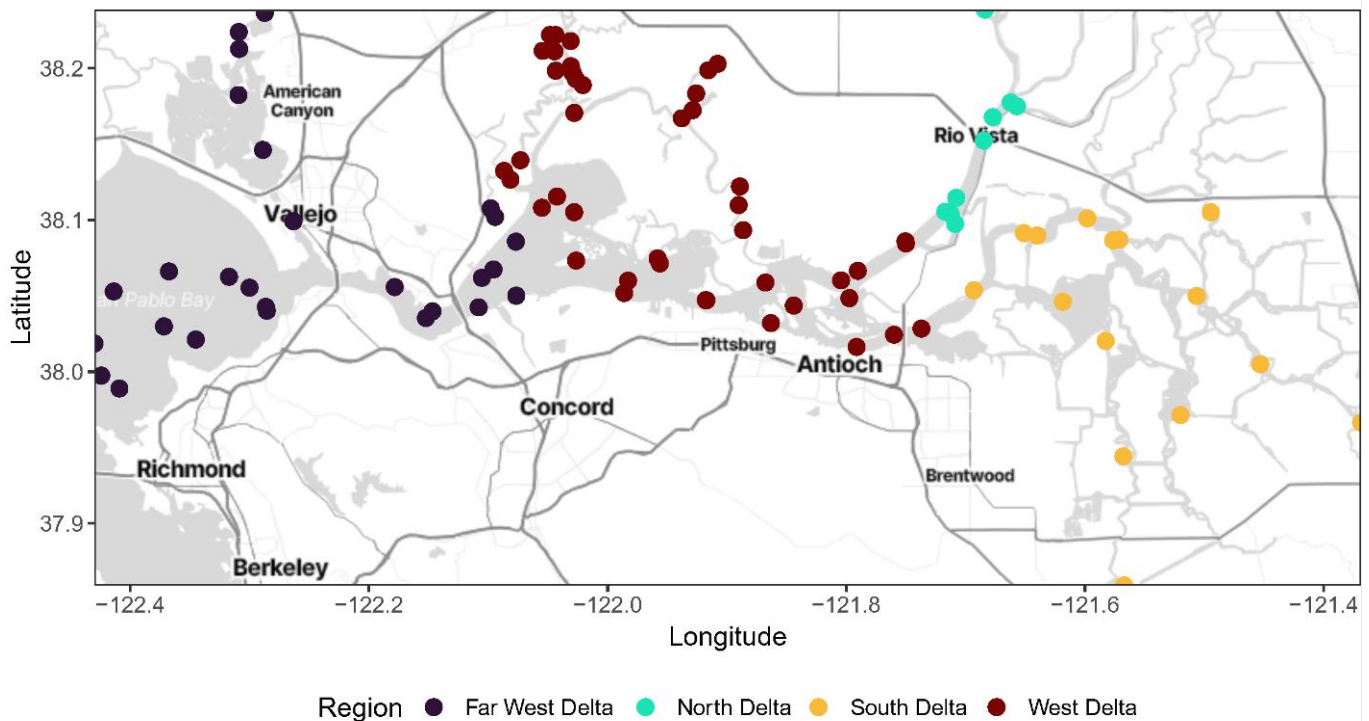 38.2
American
Canyon
Rio Vista
38.1
Vallejo
an Pablo Bay
Latitude
Pittsburg
38.0
Antioch
Concord
Richmond
Brentwood
37.9
Berkeley
−122.4
−122.2
−122.0
−121.8
−121.6
−121.4
Longitude
Region
Far West Delta
North Delta
South Delta
West Delta